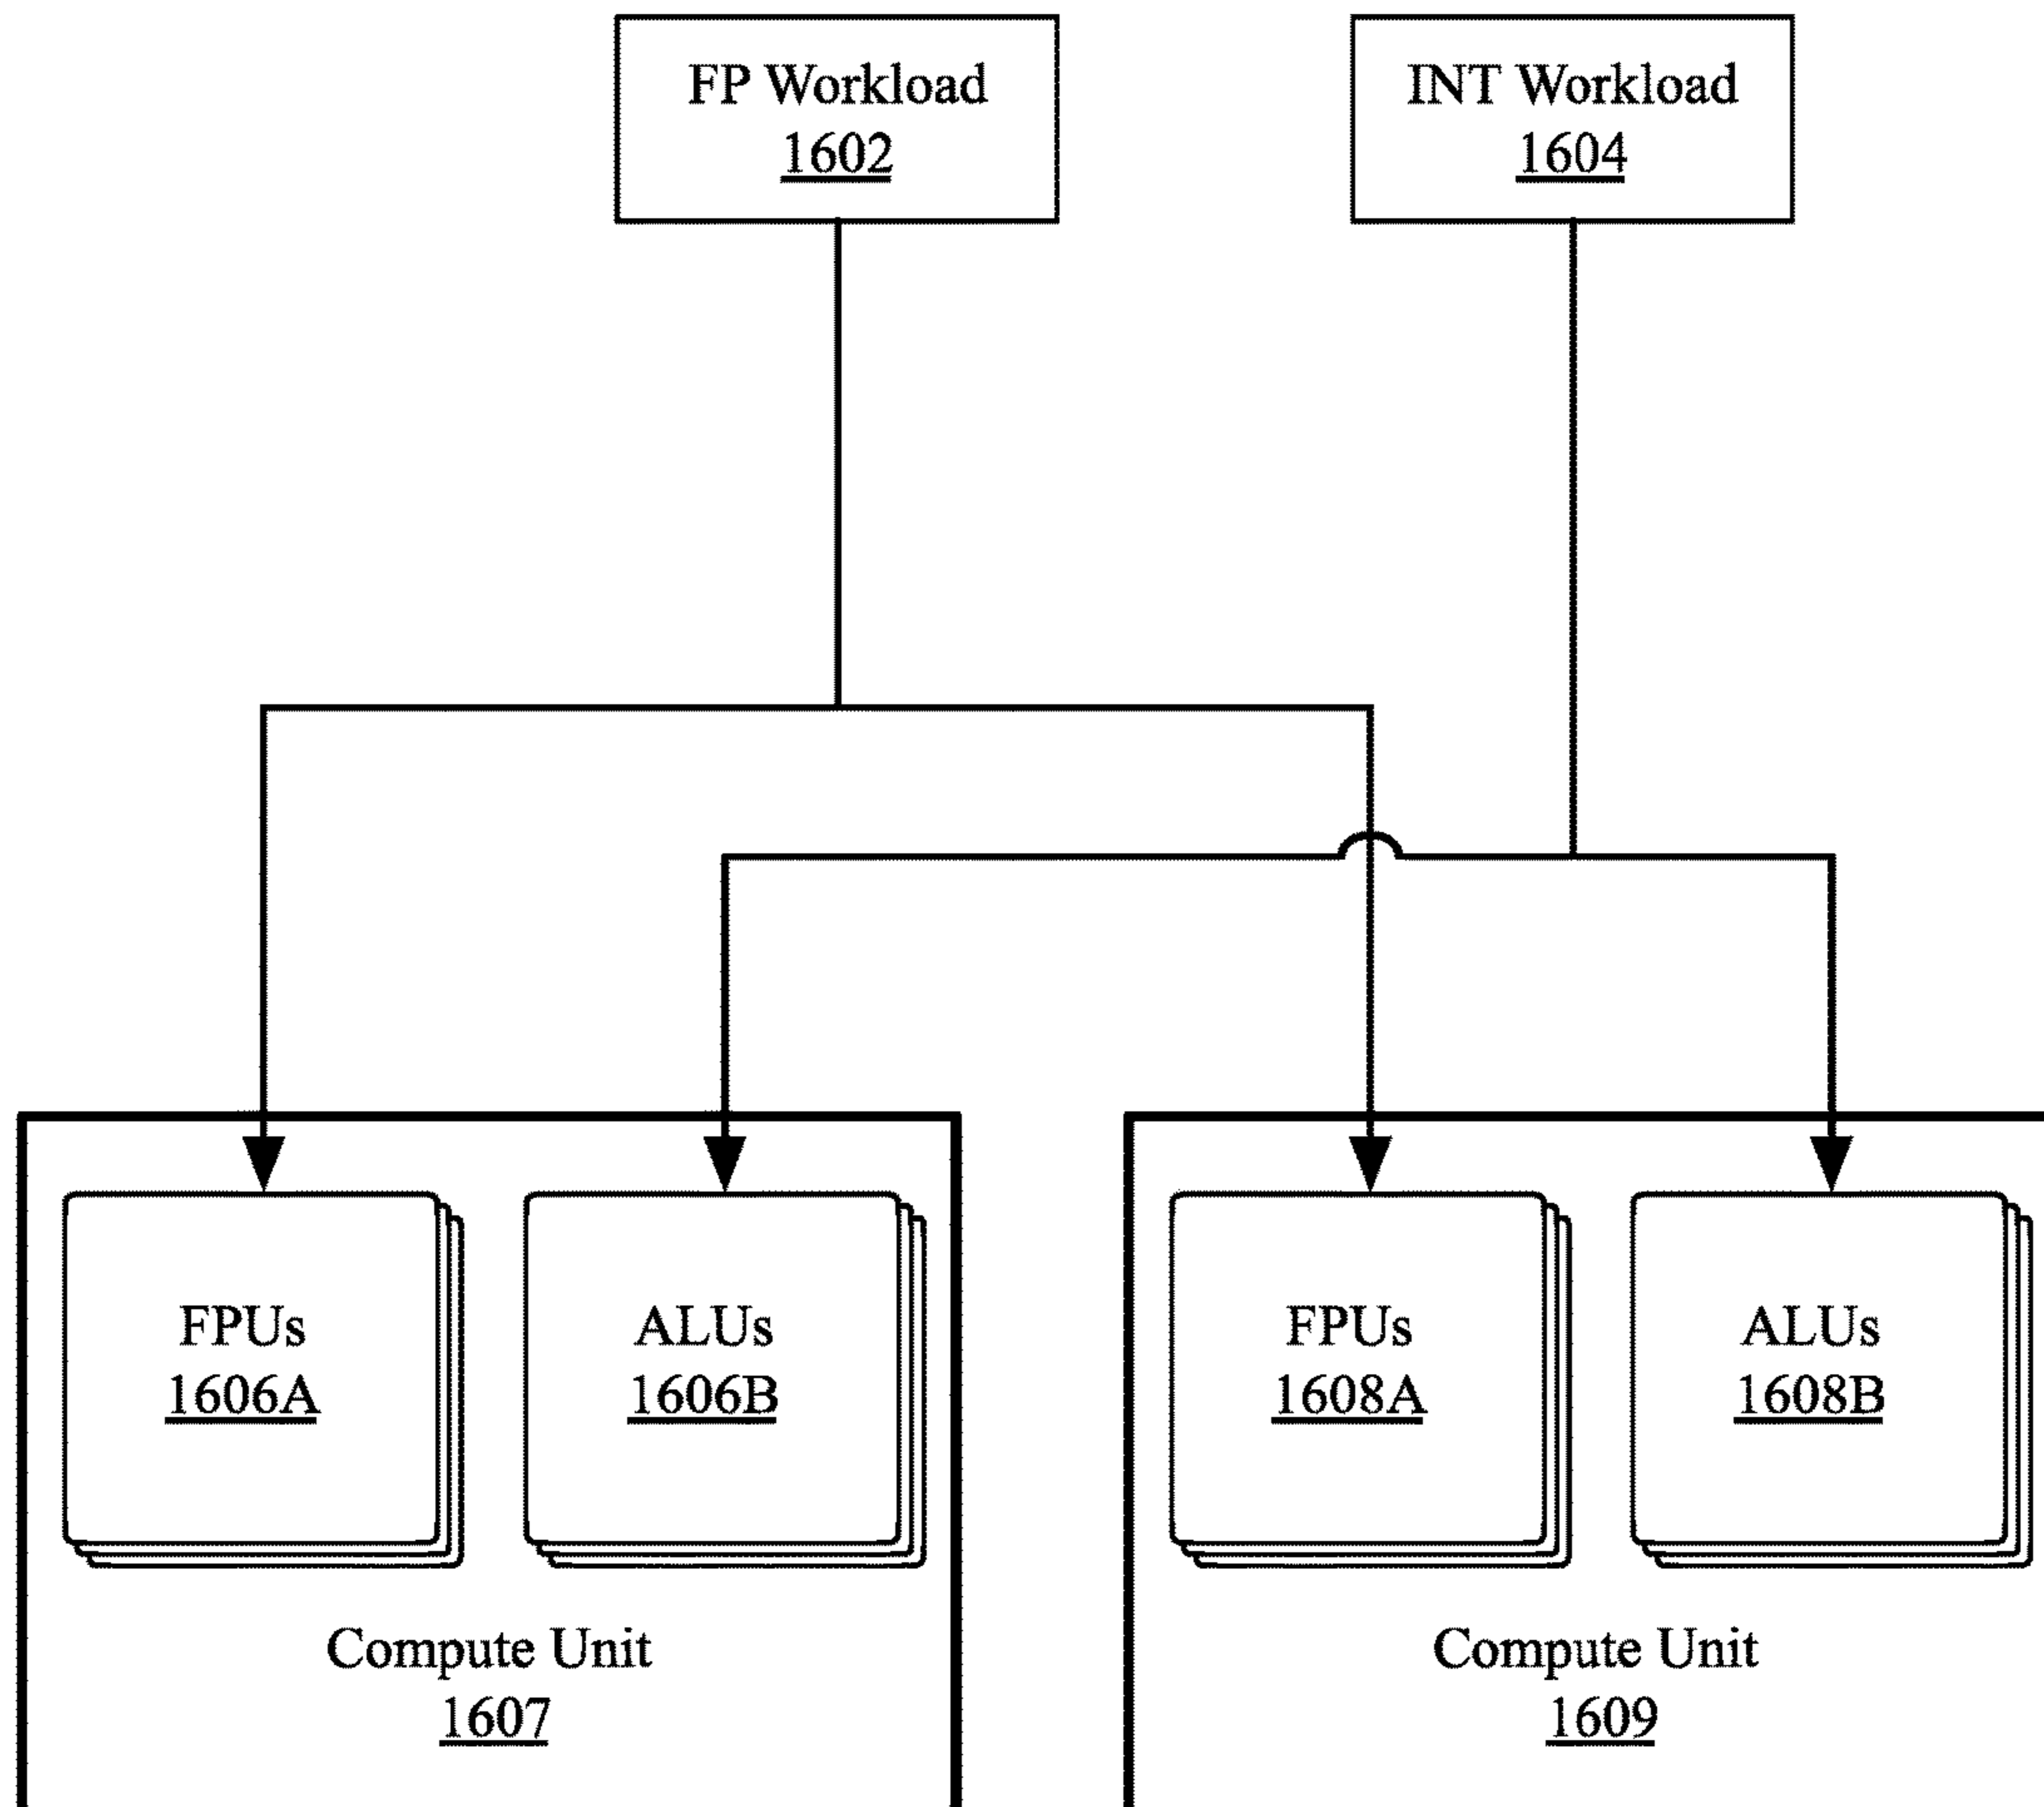 FP Workload
1602
INT Workload
1604
FPUs
1606A
ALUs
1606B
FPUs
1608A
ALUs
1608B
Compute Unit
1607
Compute Unit
1609